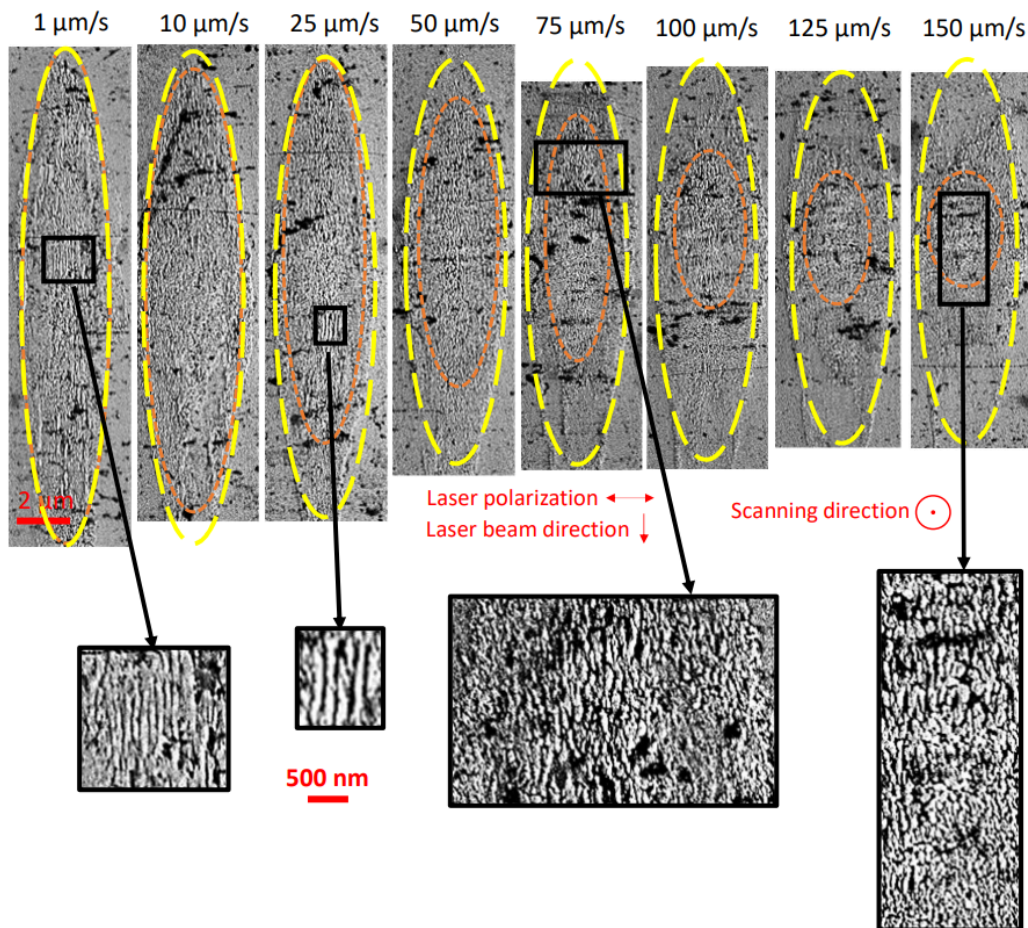 1 μm/s 10 μm/s 25 μm/s 50 μm/s 75 μm/s 100 μm/s 125 μm/s 150 μm/s
2 μm
Laser polarization
Laser beam direction
Scanning direction
500 nm